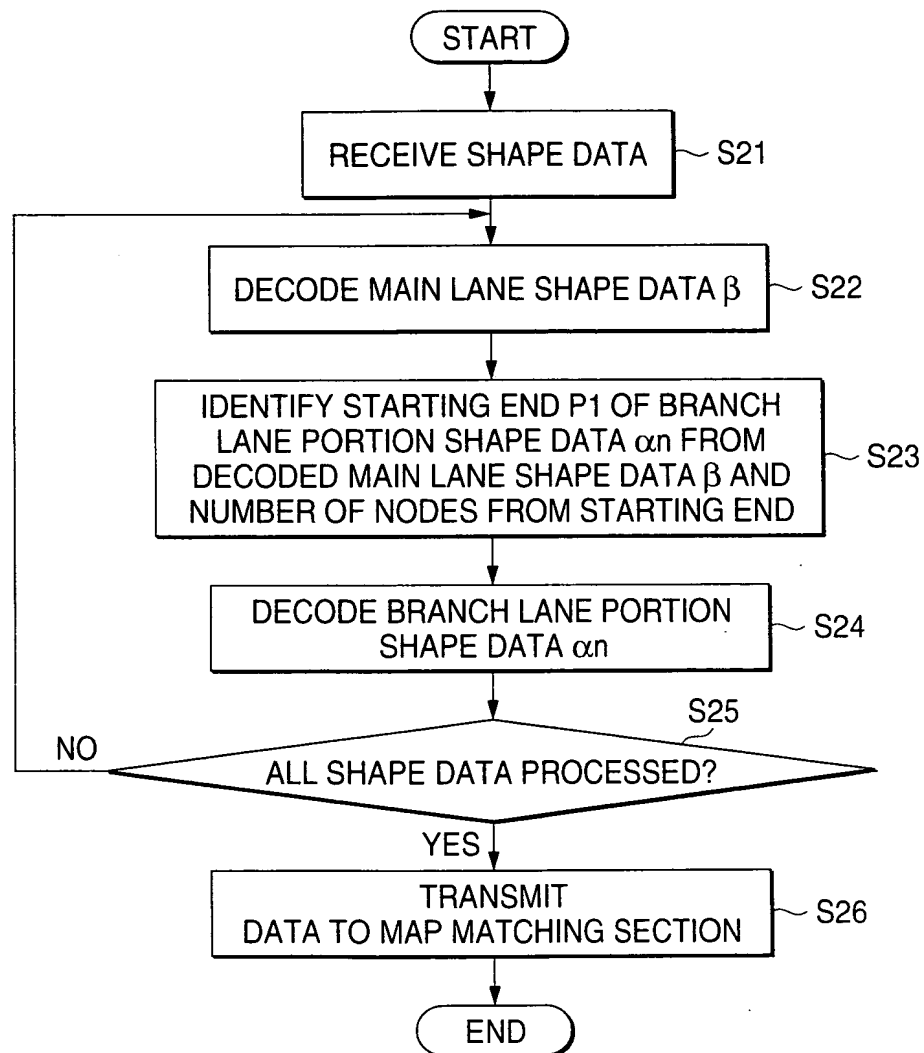 START
RECEIVE SHAPE DATA
S21
DECODE MAIN LANE SHAPE DATA β
S22
IDENTIFY STARTING END P1 OF BRANCH
LANE PORTION SHAPE DATA αn FROM
DECODED MAIN LANE SHAPE DATA β AND
NUMBER OF NODES FROM STARTING END
S23
DECODE BRANCH LANE PORTION
SHAPE DATA αn
S24
S25
NO
ALL SHAPE DATA PROCESSED?
YES
TRANSMIT
DATA TO MAP MATCHING SECTION
S26
END